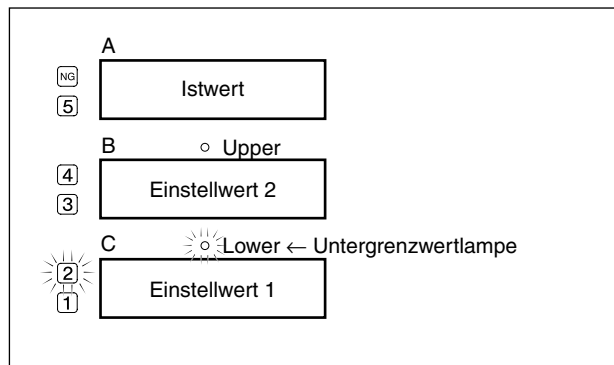 A
NG
Istwert
5
B
○ Upper
4
Einstellwert 2
3
C
○ Lower ← Untergrenzwertlampe
2
Einstellwert 1
1